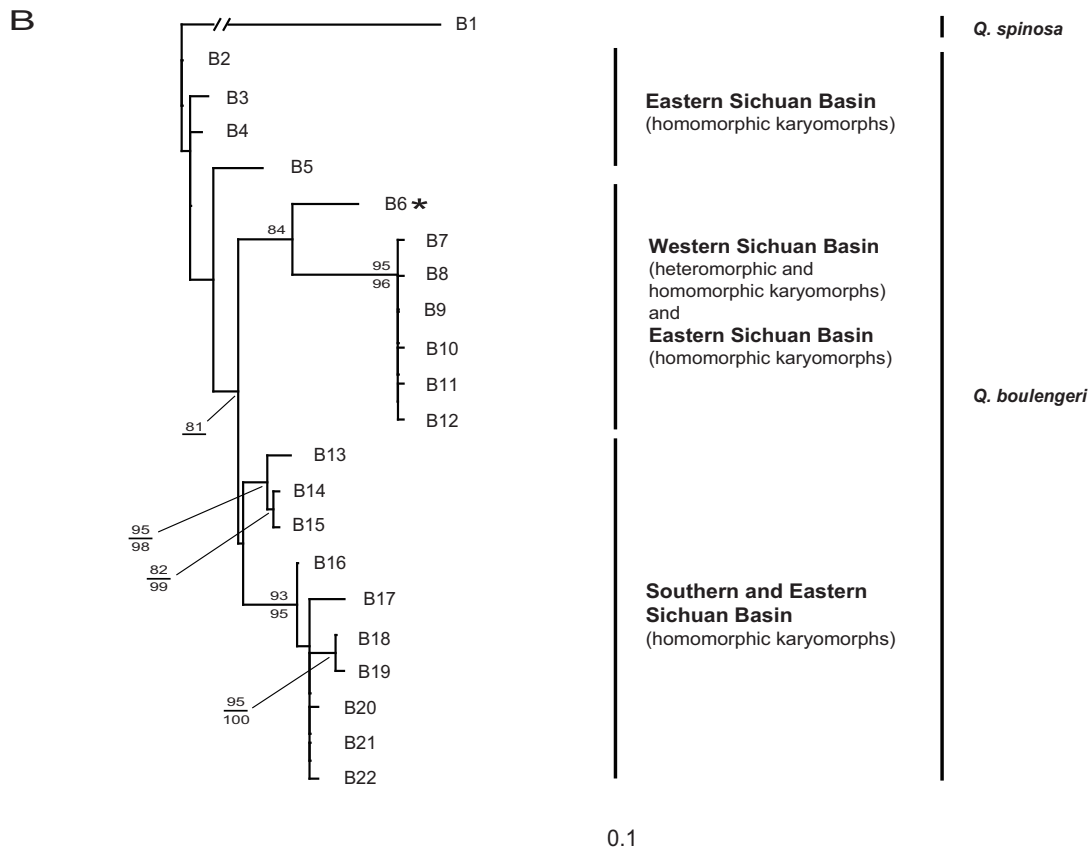 B
B1
Q. spinosa
B2
B3
B4
Eastern Sichuan Basin
(homomorphic karyomorphs)
B5
B6*
84
B7
95
B8
96
B9
B10
B11
B12
Western Sichuan Basin
(heteromorphic and
homomorphic karyomorphs)
and
Eastern Sichuan Basin
(homomorphic karyomorphs)
Q. boulengeri
81
B13
B14
B15
95
98
82
99
B16
93
95
B17
B18
B19
95
100
B20
B21
B22
Southern and Eastern
Sichuan Basin
(homomorphic karyomorphs)
0.1